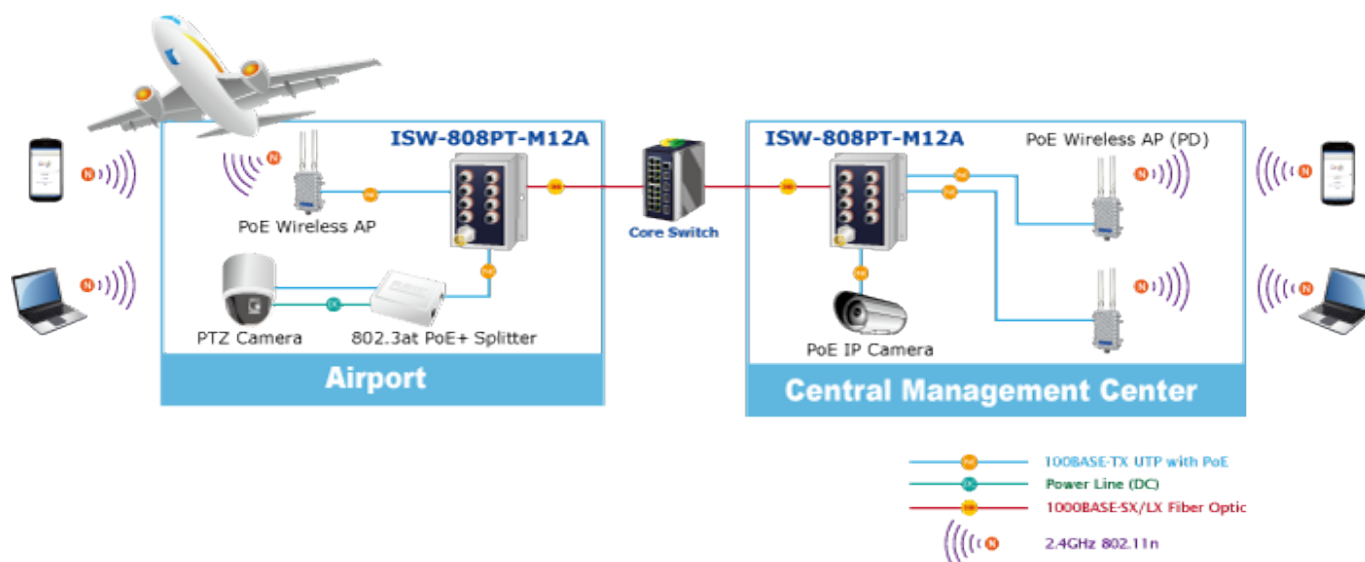 ISW-808PT-M12A
PoE Wireless AP
PTZ Camera
802.3at PoE+ Splitter
Airport
Core Switch
ISW-808PT-M12A
PoE Wireless AP (PD)
PoE IP Camera
Central Management Center
100BASE-TX UTP with PoE
Power Line (DC)
1000BASE-SX/LX Fiber Optic
2.4GHz 802.11n